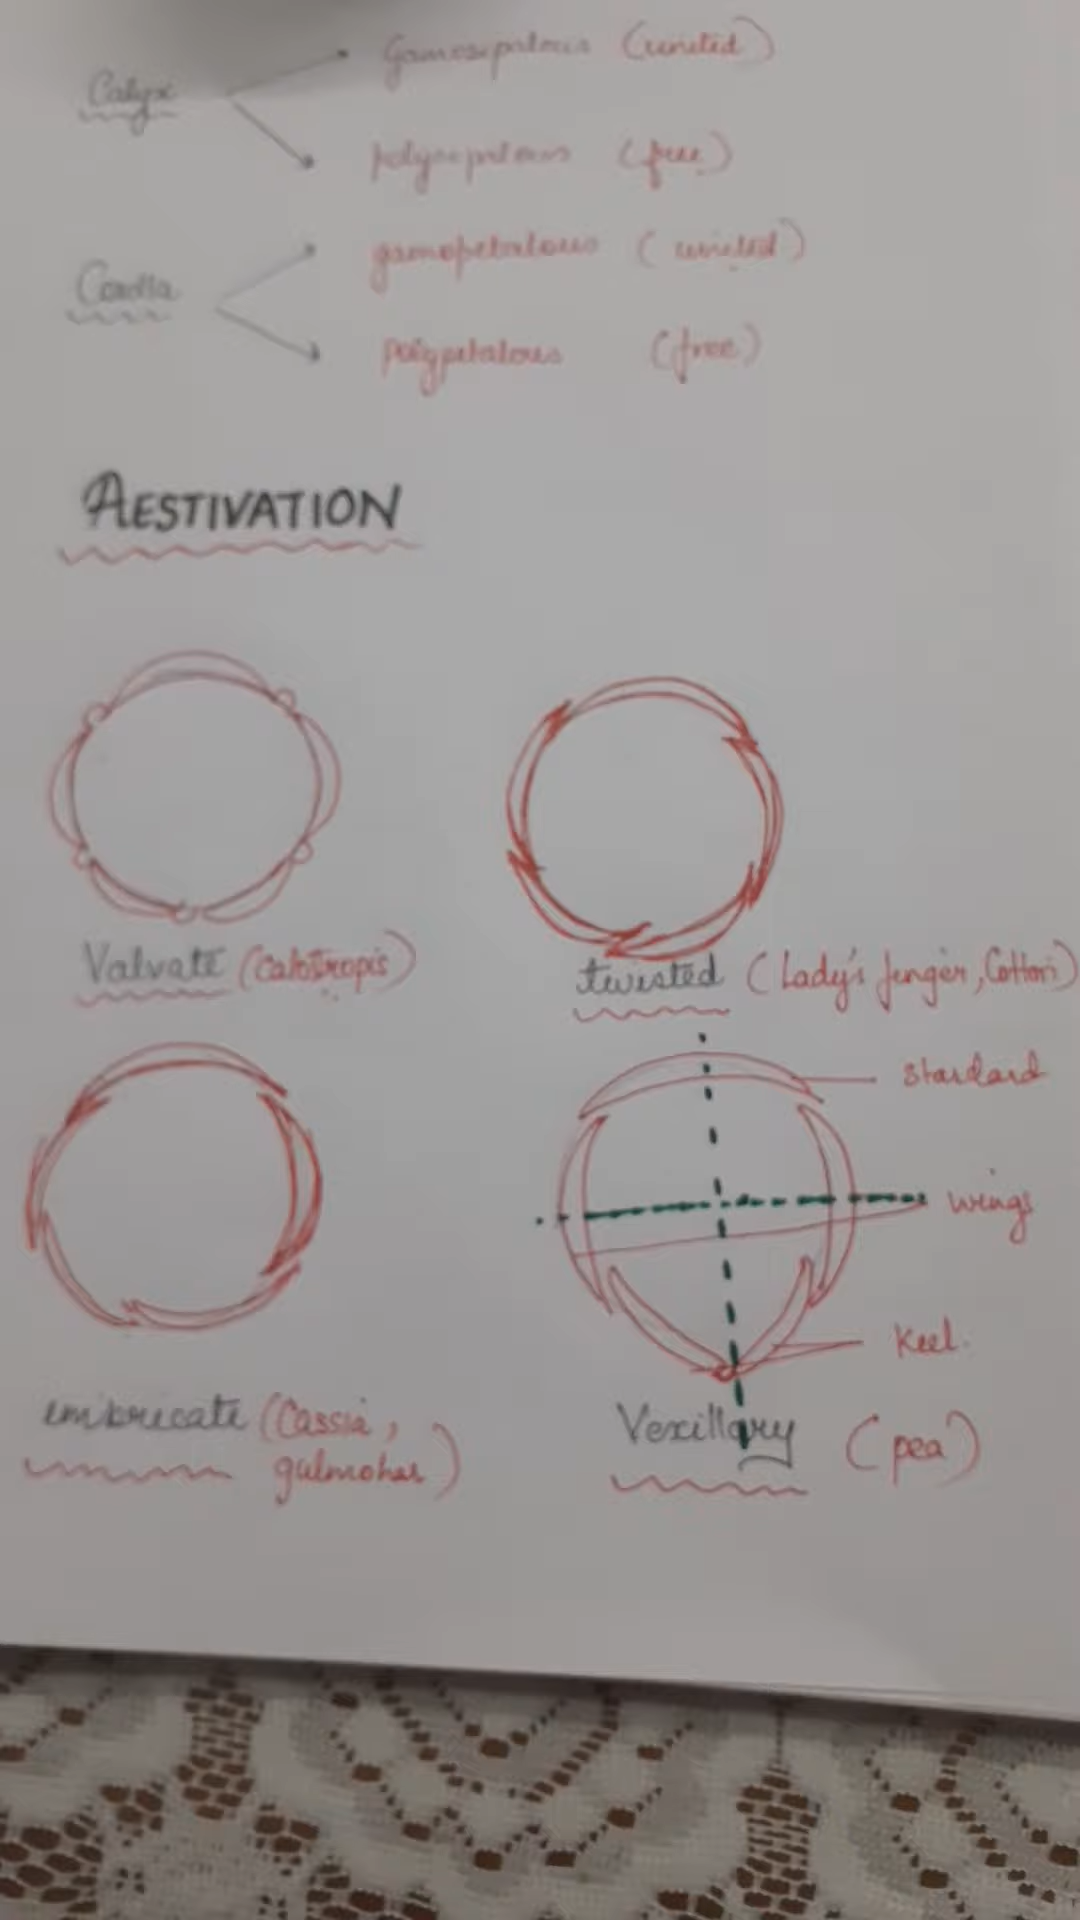 Calyx
Gamosepalous (united)
polysepalous (free)
Corolla
gamopetalous (united)
polypetalous (free)
AESTIVATION
Valvate (Calotropis)
twisted (Lady's finger, Cotton)
standard
wings
Keel.
imbricate (Cassia,
gulmohar)
Vexillary (pea)